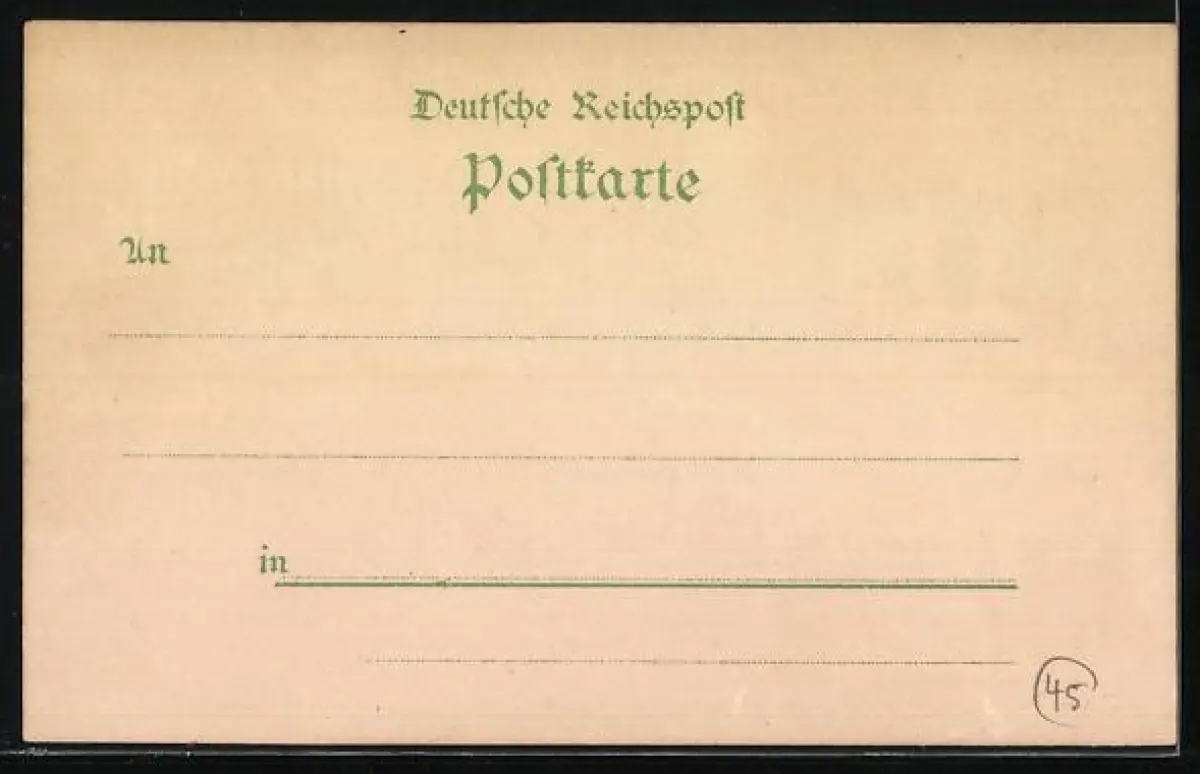 Deutſche Reichspoſt
Poſtkarte
An
in
45